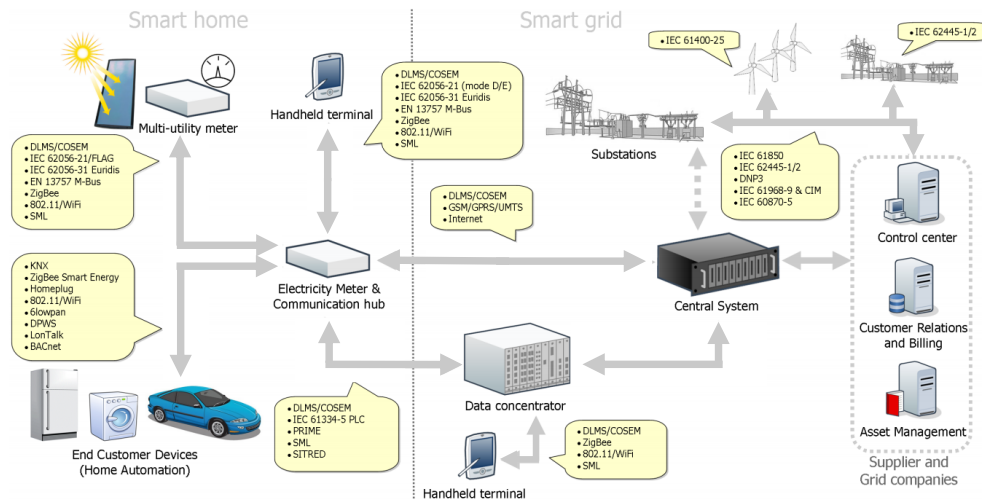 Smart home
Smart grid
Multi-utility meter
• DLMS/COSEM
• IEC 62056-21/FLAG
• IEC 62056-31 Euridis
• EN 13757 M-Bus
• ZigBee
• 802.11/WiFi
• SML
Handheld terminal
• DLMS/COSEM
• IEC 62056-21 (mode D/E)
• IEC 62056-31 Euridis
• EN 13757 M-Bus
• ZigBee
• 802.11/WiFi
• SML
• IEC 61400-25
• IEC 62445-1/2
Substations
• IEC 61850
• IEC 62445-1/2
• DNP3
• IEC 61968-9 & CIM
• IEC 60870-5
• DLMS/COSEM
• GSM/GPRS/UMTS
• Internet
Control center
• KNX
• ZigBee Smart Energy
• Homeplug
• 802.11/WiFi
• 6lowpan
• DPWS
• LonTalk
• BACnet
Electricity Meter &
Communication hub
Central System
Customer Relations
and Billing
Data concentrator
• DLMS/COSEM
• IEC 61334-5 PLC
• PRIME
• SML
• SITRED
End Customer Devices
(Home Automation)
• DLMS/COSEM
• ZigBee
• 802.11/WiFi
• SML
Handheld terminal
Asset Management
Supplier and
Grid companies